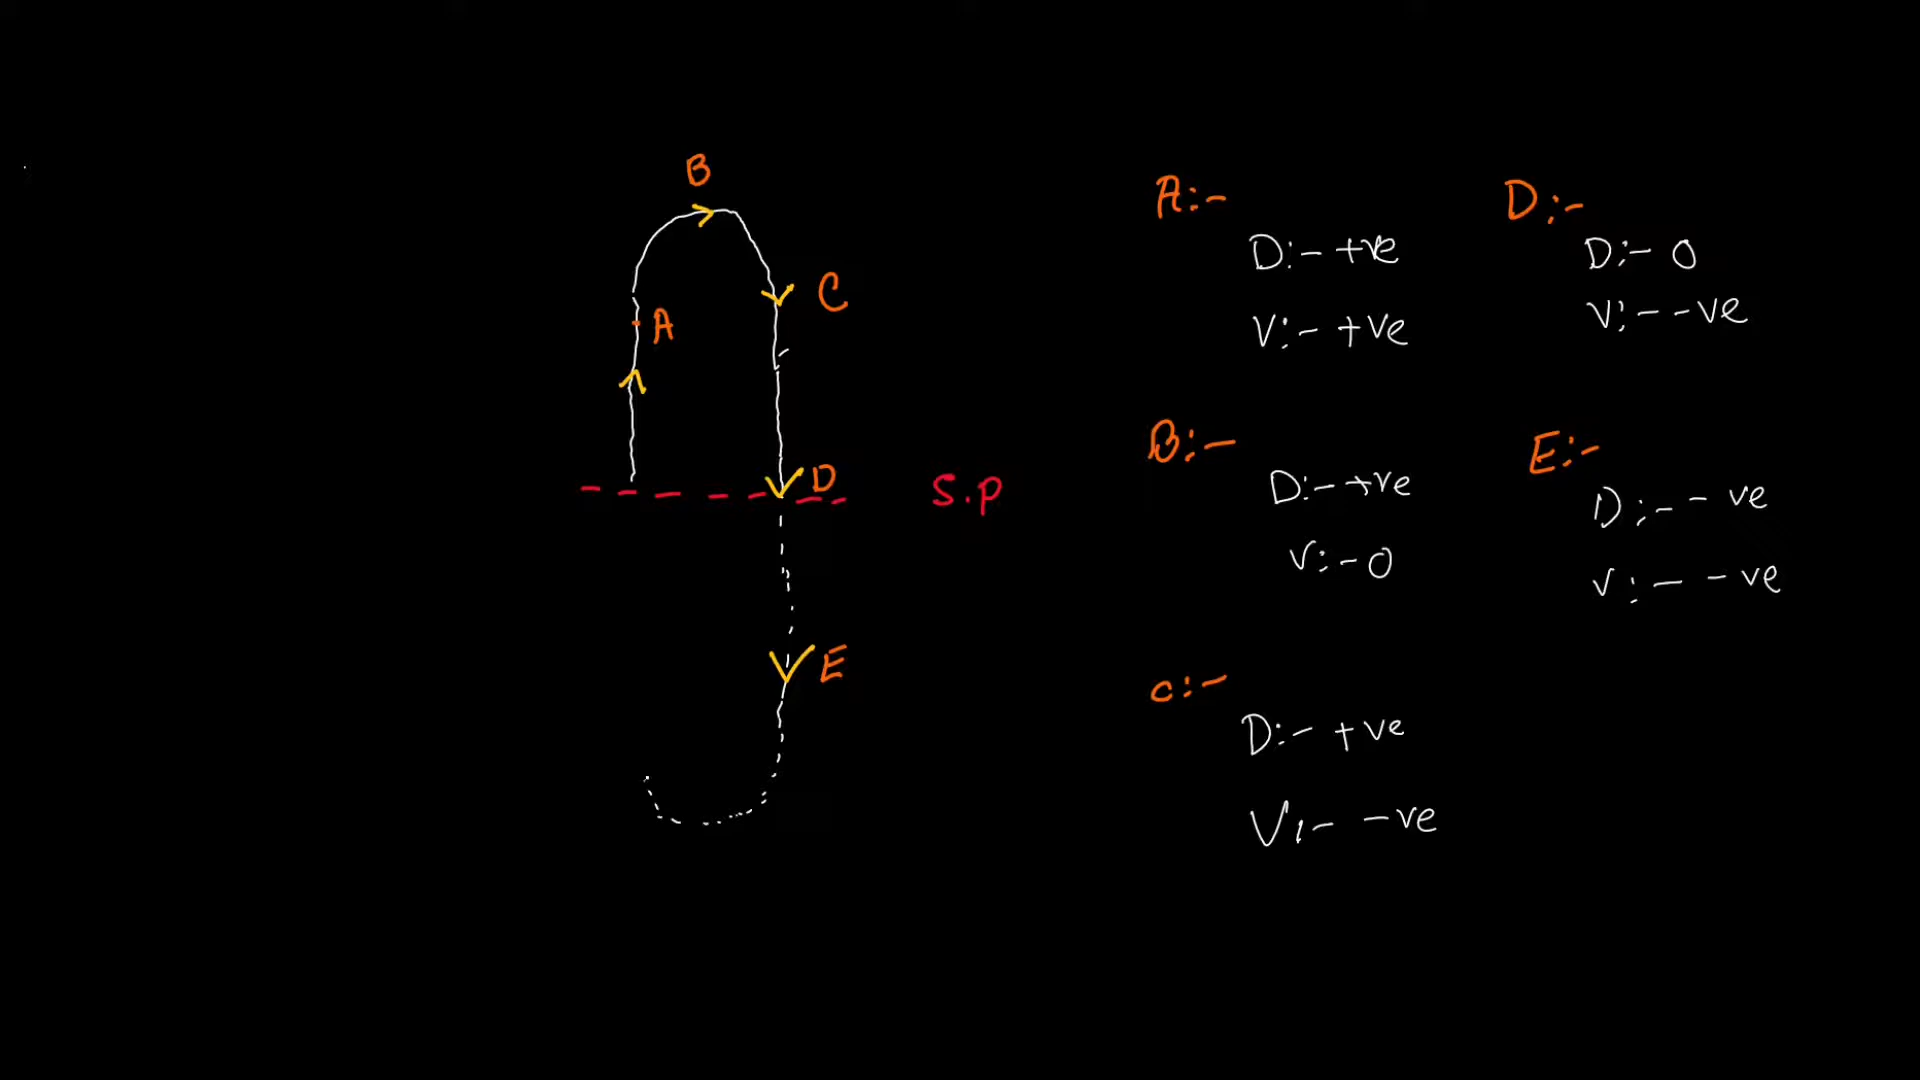 B
C
A
D
S.P
E
A:-
D:- +ve
V:- +ve
B:-
D:- +ve
V:- 0
c:-
D:- +ve
V:- -ve
D:-
D:- 0
V:- -ve
E:-
D:- -ve
V:- -ve